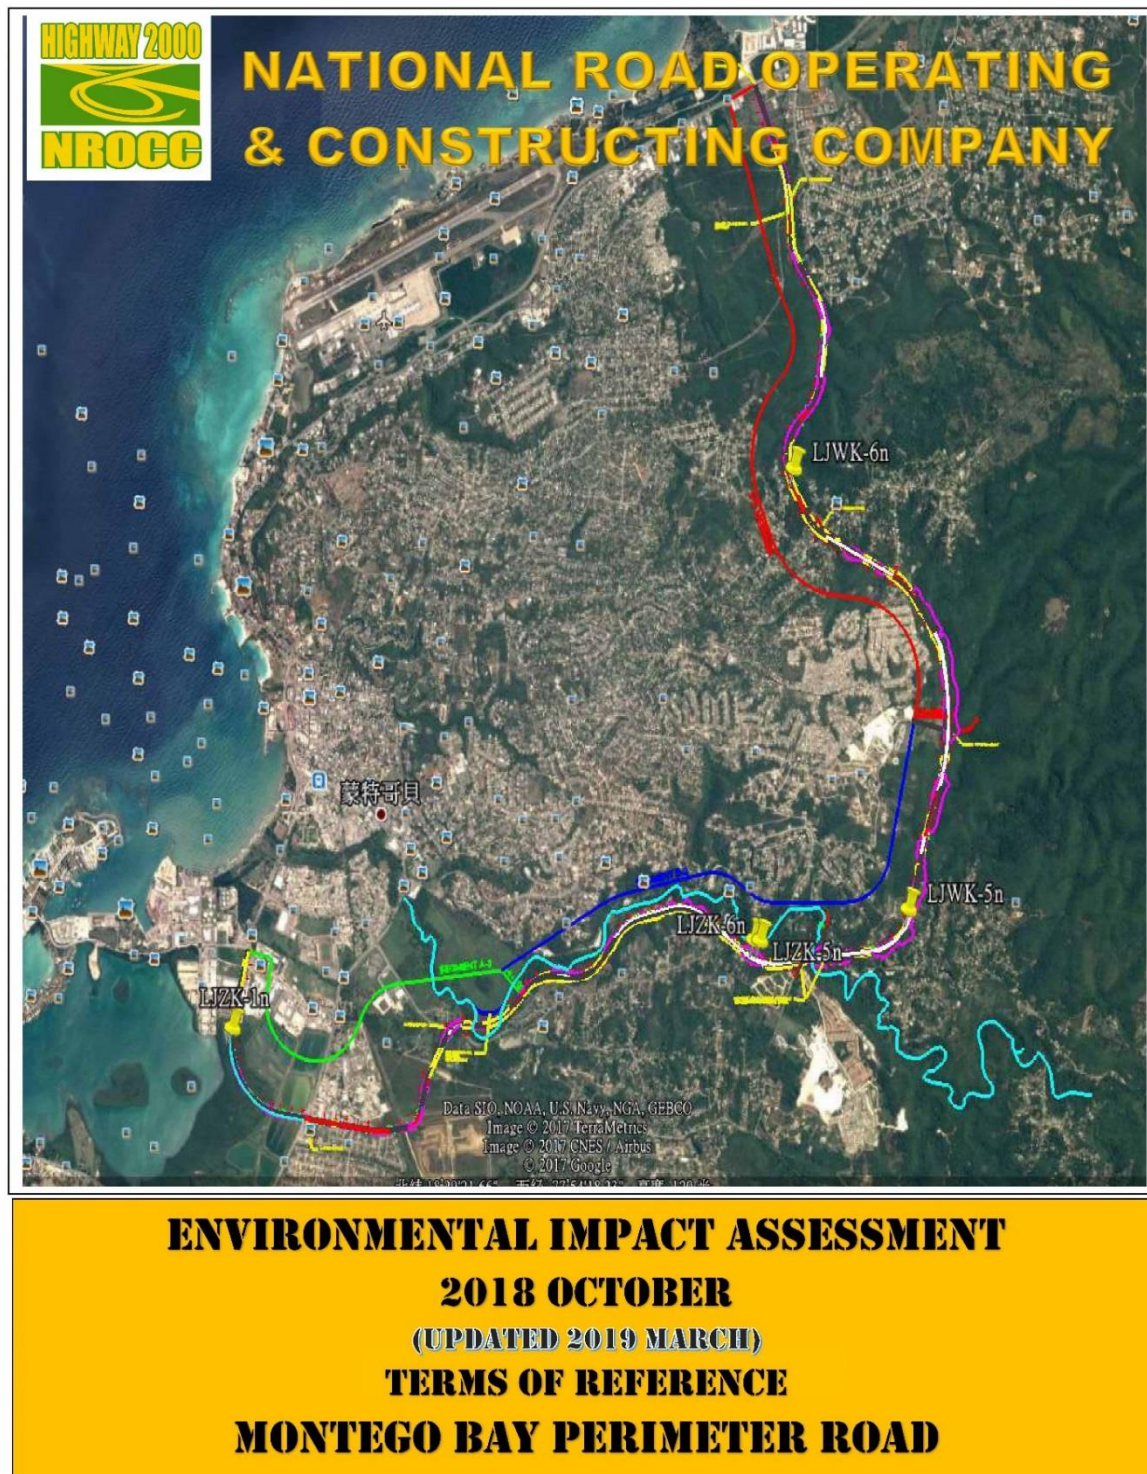 HIGHWAY 2000
NROCC
NATIONAL ROAD OPERATING
& CONSTRUCTING COMPANY
LJWK-6n
蒙特哥貝
LJWK-5n
LJZK-6n
LJZK-5n
SEGMENT A-3
LJZK-1n
Data SIO, NOAA, U.S. Navy, NGA, GEBCO
Image © 2017 TerraMetrics
Image © 2017 CNES / Airbus
© 2017 Google
ENVIRONMENTAL IMPACT ASSESSMENT
2018 OCTOBER
(UPDATED 2019 MARCH)
TERMS OF REFERENCE
MONTEGO BAY PERIMETER ROAD